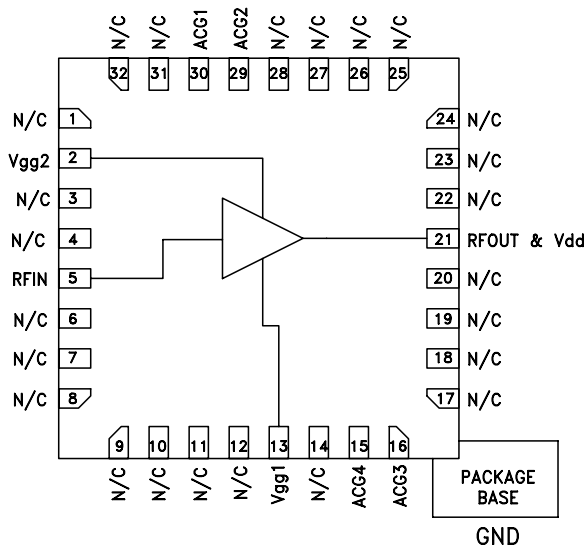 N/C N/C ACG1 ACG2 N/C N/C N/C N/C
32 31 30 29 28 27 26 25
N/C 1
Vgg2 2
N/C 3
N/C 4
RFIN 5
N/C 6
N/C 7
N/C 8
24 N/C
23 N/C
22 N/C
21 RFOUT & Vdd
20 N/C
19 N/C
18 N/C
17 N/C
9 10 11 12 13 14 15 16
N/C N/C N/C N/C Vgg1 N/C ACG4 ACG3
PACKAGE
BASE
GND